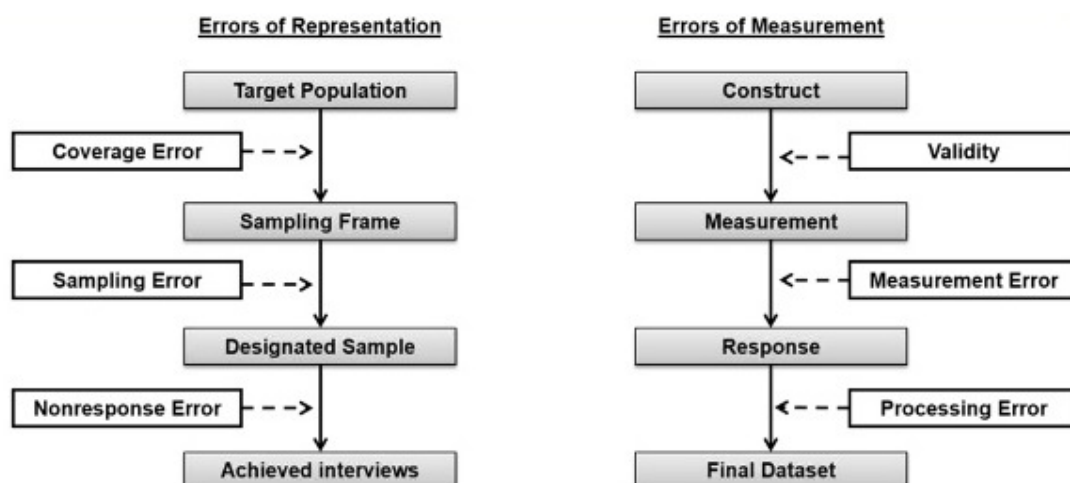 Errors of Representation
Target Population
Coverage Error
Sampling Frame
Sampling Error
Designated Sample
Nonresponse Error
Achieved interviews
Errors of Measurement
Construct
Validity
Measurement
Measurement Error
Response
Processing Error
Final Dataset